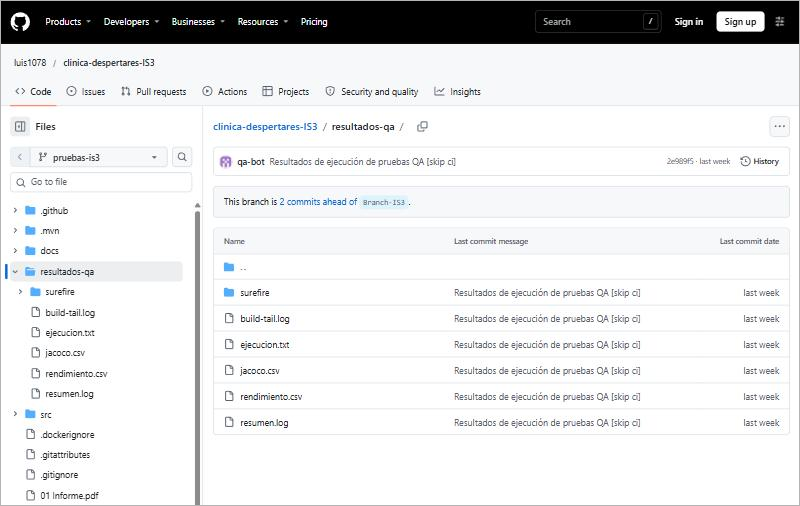 Products Developers Businesses Resources Pricing Search / Sign in Sign up
luis1078 / clinica-despertares-IS3
Code Issues Pull requests Actions Projects Security and quality Insights
Files
pruebas-is3
Go to file
.github
.mvn
docs
resultados-qa
surefire
build-tail.log
ejecucion.txt
jacoco.csv
rendimiento.csv
resumen.log
src
.dockerignore
.gitattributes
.gitignore
01 Informe.pdf
clinica-despertares-IS3 / resultados-qa /
qa-bot Resultados de ejecución de pruebas QA [skip ci] 2e989f5 · last week History
This branch is 2 commits ahead of Branch-IS3 .
Name Last commit message Last commit date
..
surefire Resultados de ejecución de pruebas QA [skip ci] last week
build-tail.log Resultados de ejecución de pruebas QA [skip ci] last week
ejecucion.txt Resultados de ejecución de pruebas QA [skip ci] last week
jacoco.csv Resultados de ejecución de pruebas QA [skip ci] last week
rendimiento.csv Resultados de ejecución de pruebas QA [skip ci] last week
resumen.log Resultados de ejecución de pruebas QA [skip ci] last week